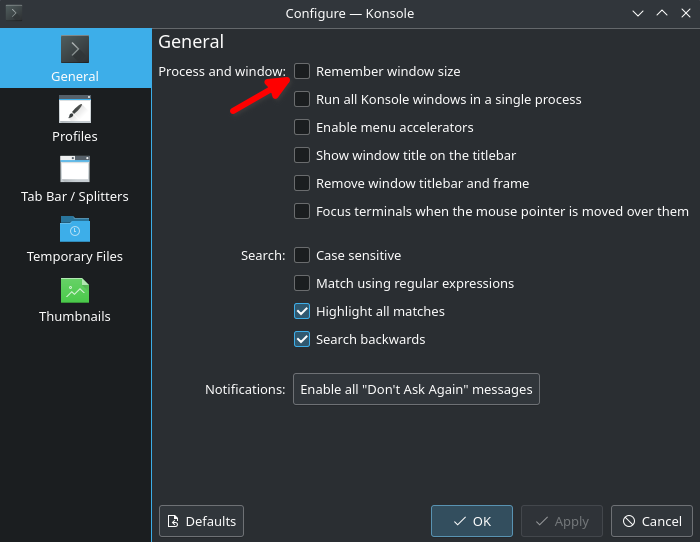 Configure — Konsole
General
Profiles
Tab Bar / Splitters
Temporary Files
Thumbnails
General
Process and window: Remember window size
Run all Konsole windows in a single process
Enable menu accelerators
Show window title on the titlebar
Remove window titlebar and frame
Focus terminals when the mouse pointer is moved over them
Search: Case sensitive
Match using regular expressions
Highlight all matches
Search backwards
Notifications: Enable all "Don't Ask Again" messages
Defaults OK Apply Cancel